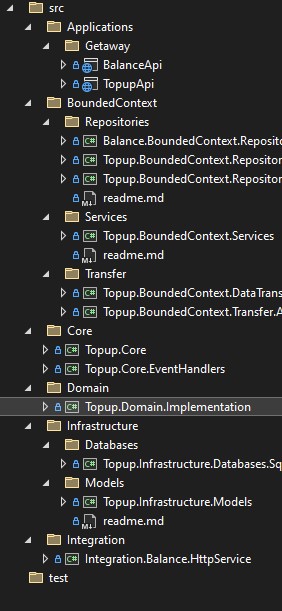 src
Applications
Getaway
BalanceApi
TopupApi
BoundedContext
Repositories
Balance.BoundedContext.Reposito
Topup.BoundedContext.Repositor
Topup.BoundedContext.Repositor
readme.md
Services
Topup.BoundedContext.Services
readme.md
Transfer
Topup.BoundedContext.DataTrans
Topup.BoundedContext.Transfer.A
Core
Topup.Core
Topup.Core.EventHandlers
Domain
Topup.Domain.Implementation
Infrastructure
Databases
Topup.Infrastructure.Databases.Sq
Models
Topup.Infrastructure.Models
readme.md
Integration
Integration.Balance.HttpService
test